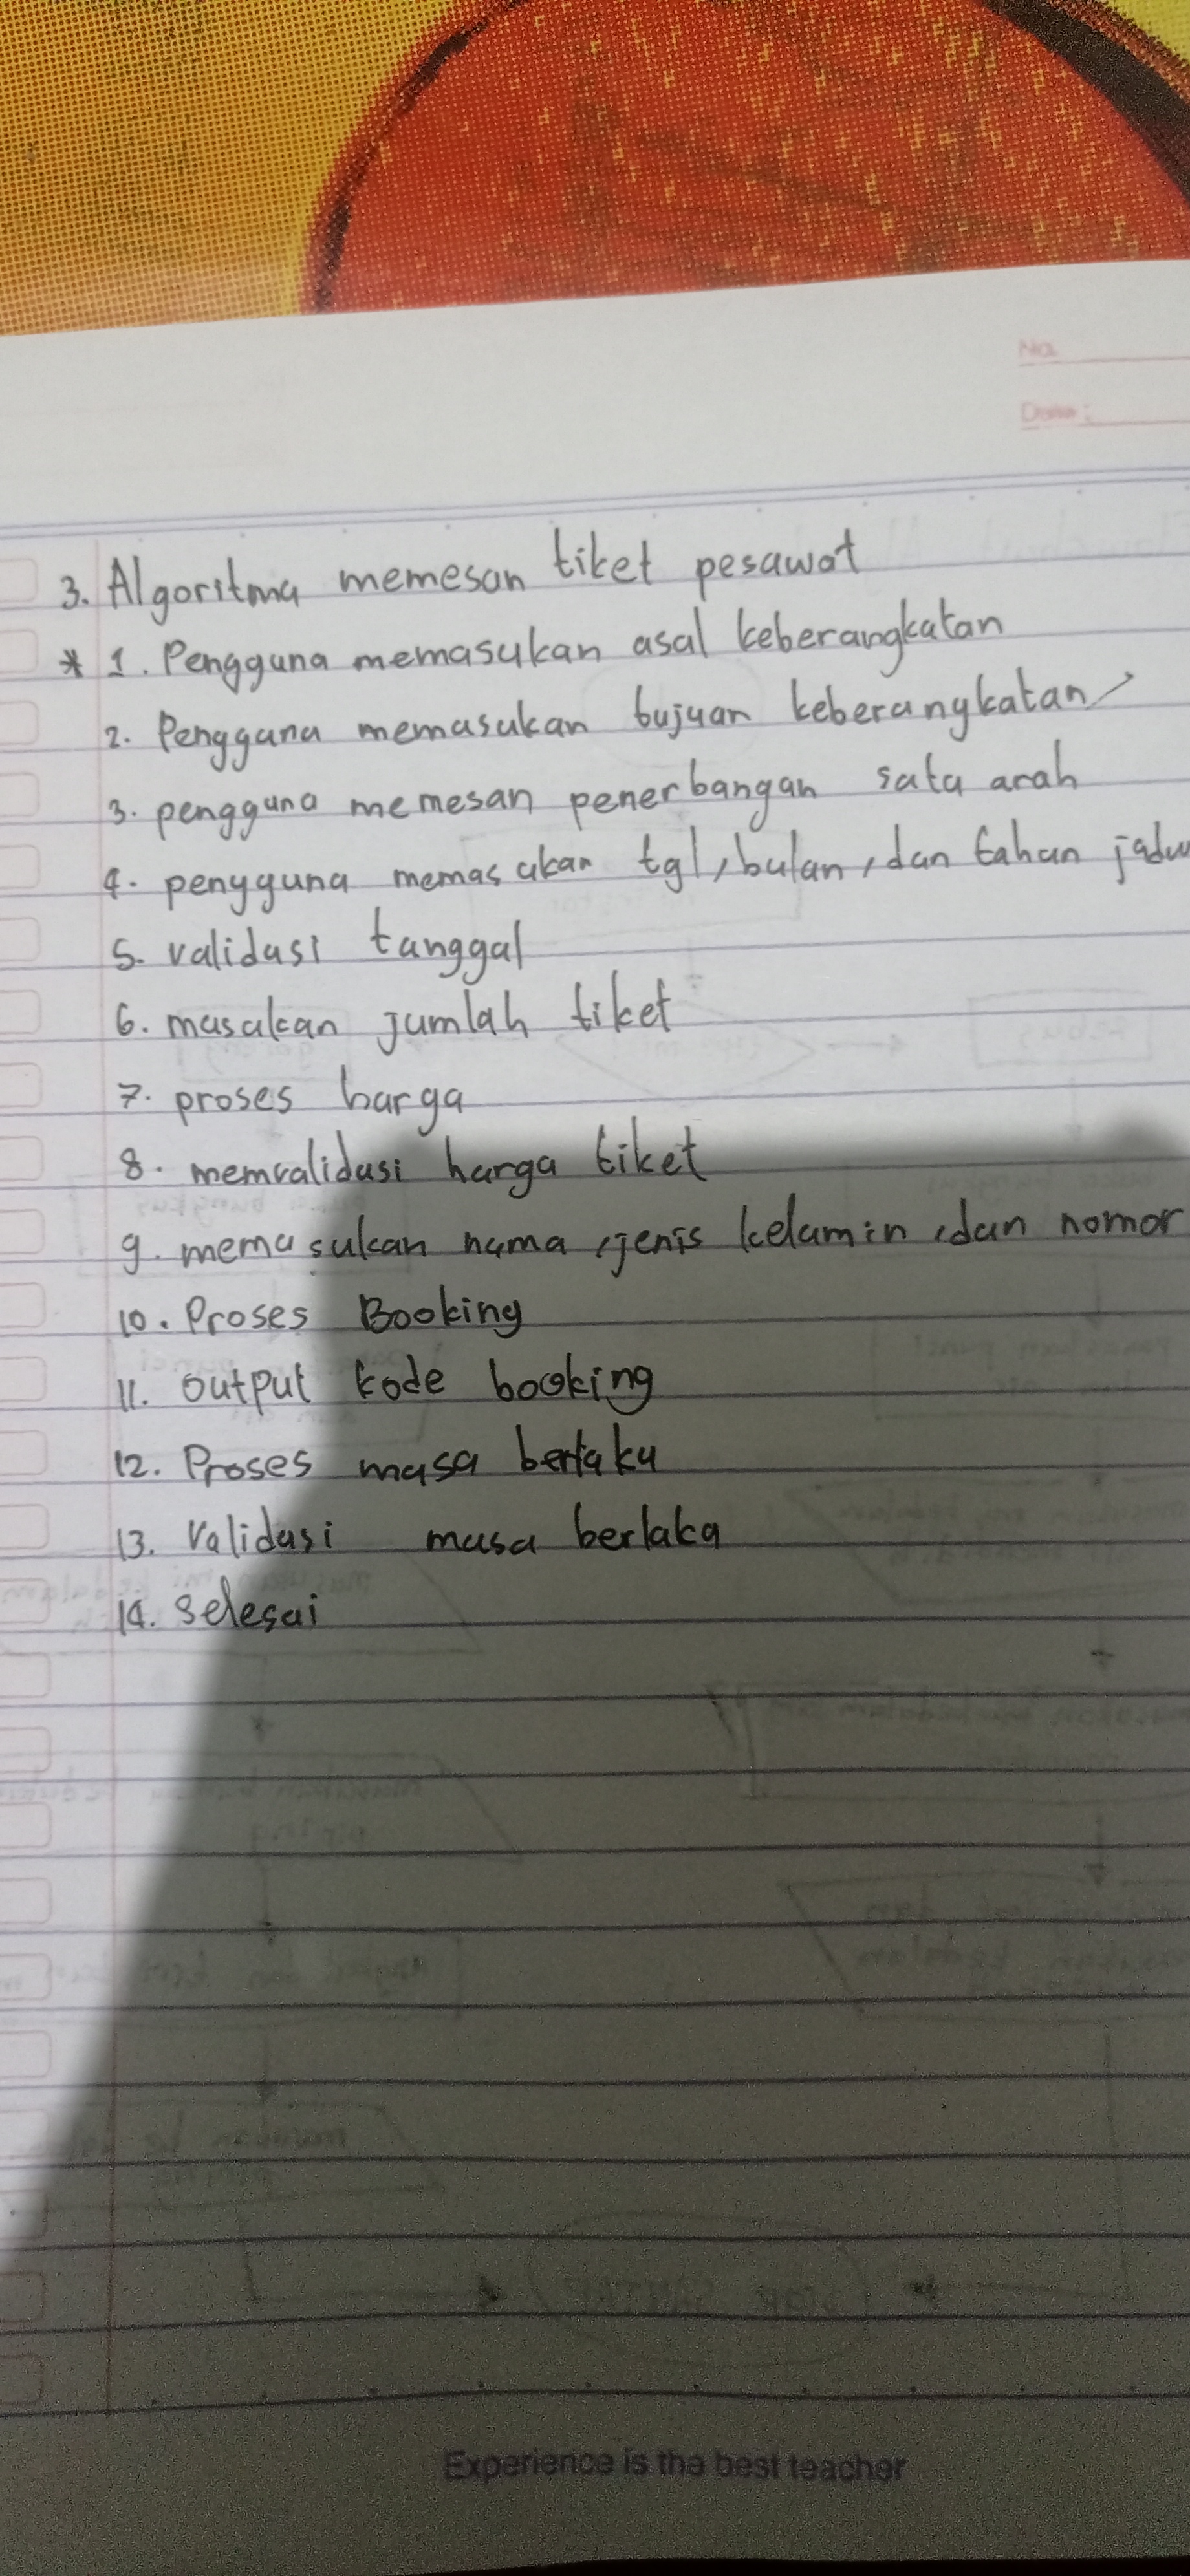 No.
Date :
3. Algoritma memesan tiket pesawat
* 1. Pengguna memasukan asal keberangkatan
2. Pengguna memasukan tujuan keberangkatan
3. pengguna memesan penerbangan satu arah
4. pengguna memasukan tgl, bulan, dan tahun jadw
5. validasi tanggal
6. masukan jumlah tiket
7. proses harga
8. memvalidasi harga tiket
9. memasukan nama, jenis kelamin, dan nomor
10. Proses Booking
11. output kode booking
12. Proses masa berlaku
13. Validasi masa berlaku
14. Selesai
Experience is the best teacher